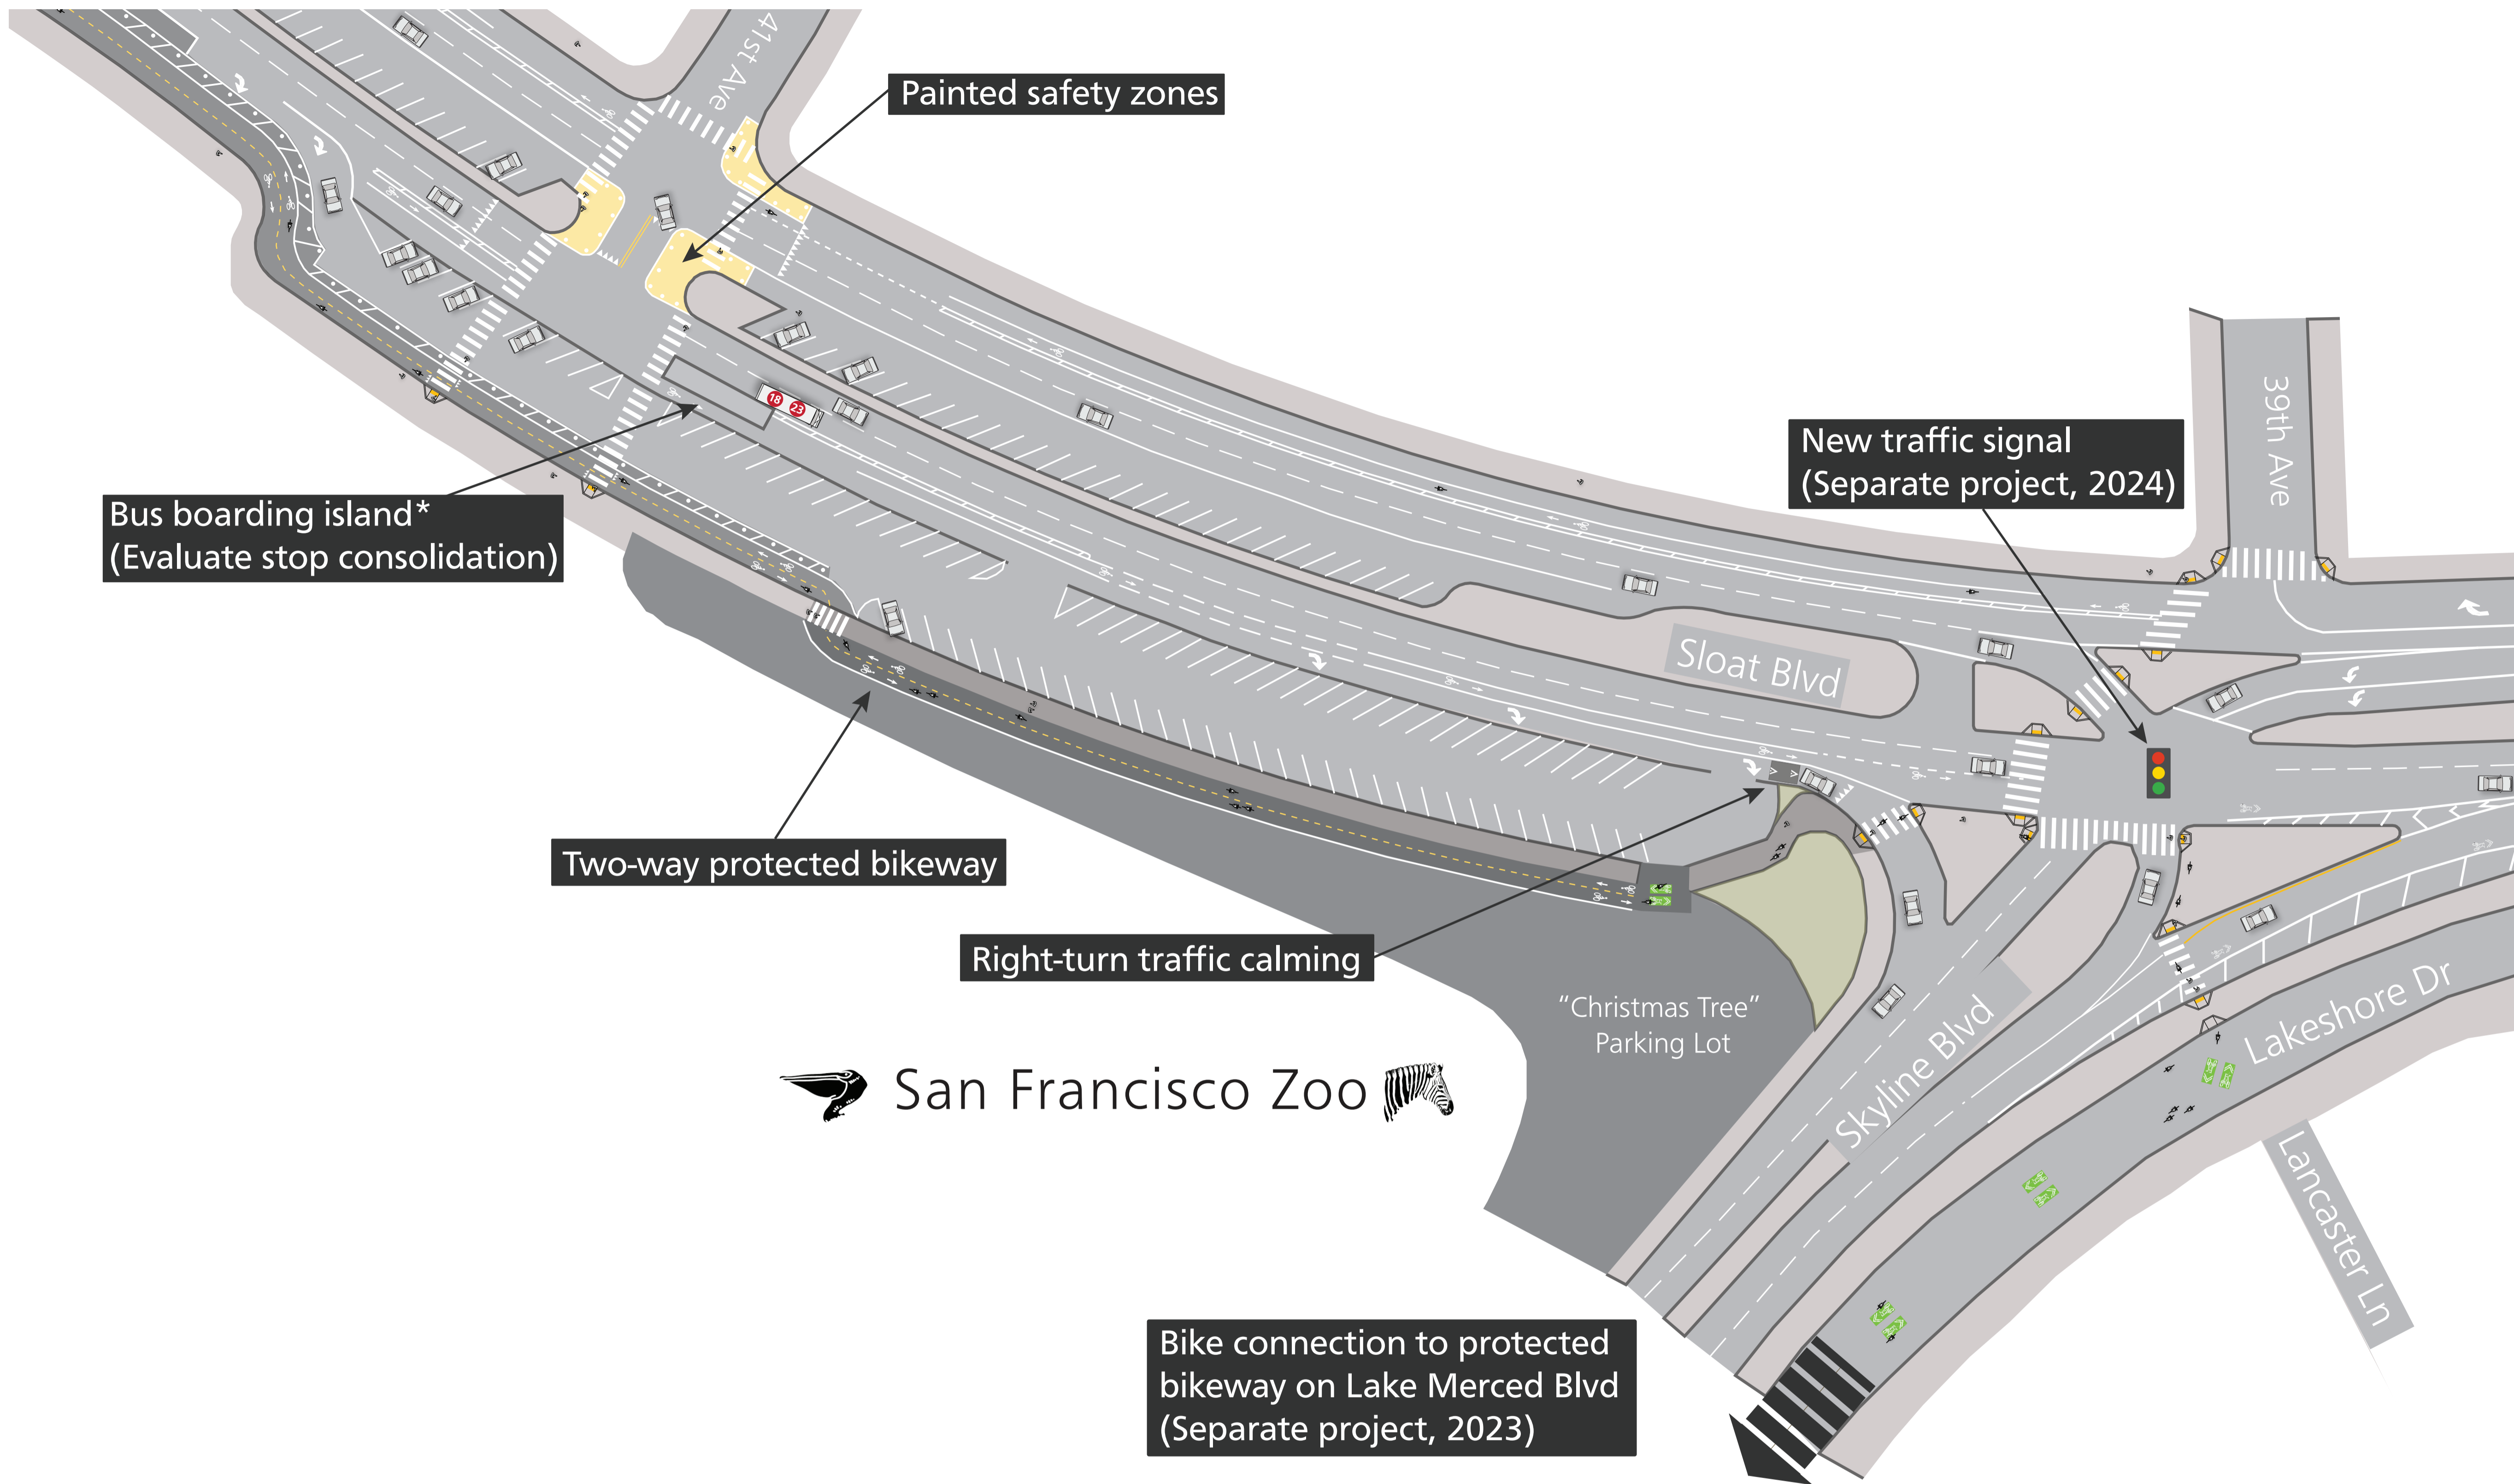 41st Ave
Painted safety zones
39th Ave
New traffic signal
(Separate project, 2024)
18
23
Bus boarding island*
(Evaluate stop consolidation)
Sloat Blvd
Two-way protected bikeway
Right-turn traffic calming
“Christmas Tree”
Parking Lot
Lakeshore Dr
Skyline Blvd
San Francisco Zoo
Lancaster Ln
Bike connection to protected
bikeway on Lake Merced Blvd
(Separate project, 2023)